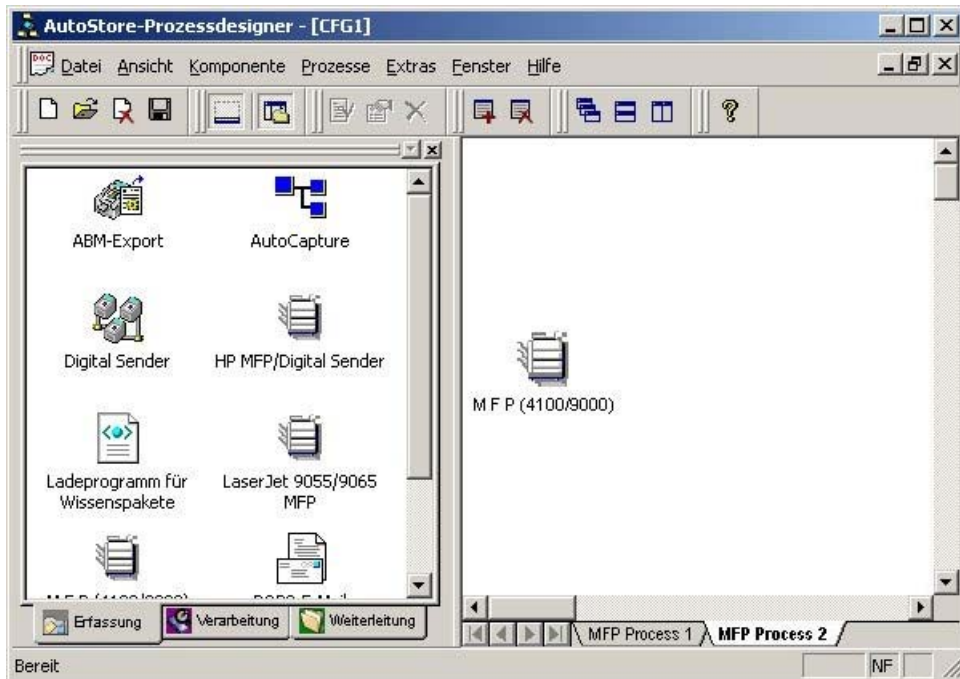 AutoStore-Prozessdesigner - [CFG1]
Datei Ansicht Komponente Prozesse Extras Fenster Hilfe
ABM-Export
AutoCapture
Digital Sender
HP MFP/Digital Sender
Ladeprogramm für
Wissenspakete
LaserJet 9055/9065
MFP
M F P (4100/9000)
Erfassung
Verarbeitung
Weiterleitung
M F P (4100/9000)
MFP Process 1
MFP Process 2
Bereit
NF